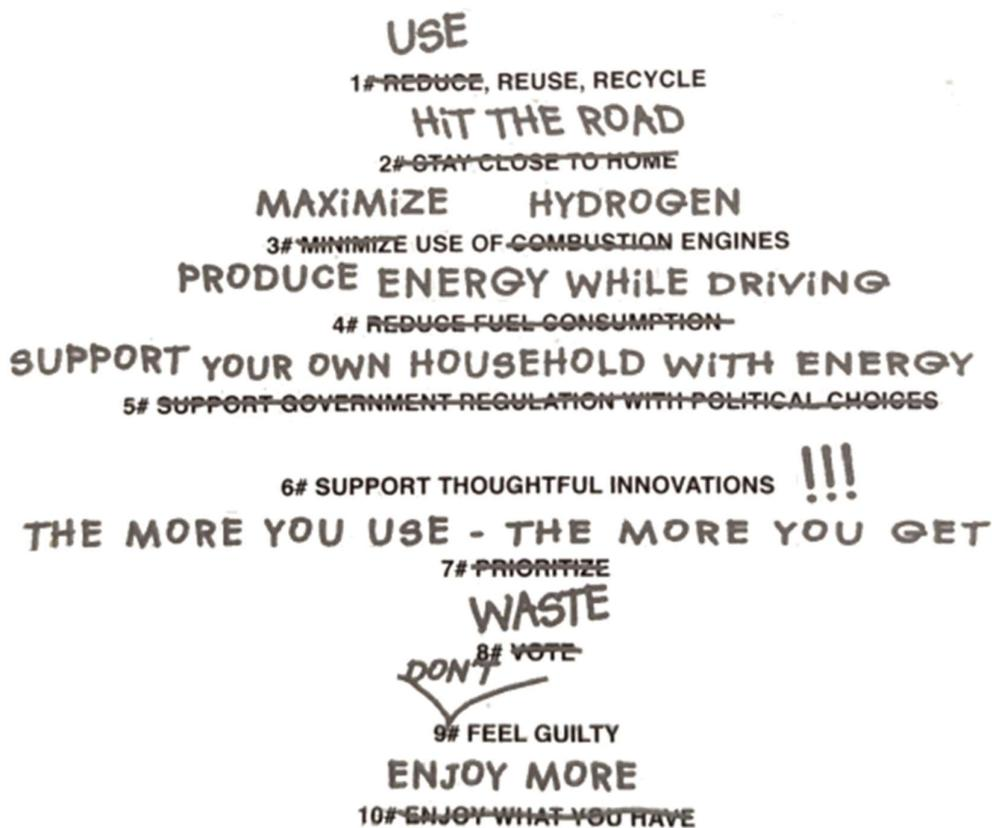 USE
1# REDUCE, REUSE, RECYCLE
HiT THE ROAD
2# STAY CLOSE TO HOME
MAXiMiZE HYDROGEN
3# MINIMIZE USE OF COMBUSTION ENGINES
PRODUCE ENERGY WHiLE DRiViNG
4# REDUCE FUEL CONSUMPTION
SUPPORT YOUR OWN HOUSEHOLD WiTH ENERGY
5# SUPPORT GOVERNMENT REGULATION WITH POLITICAL CHOICES
6# SUPPORT THOUGHTFUL INNOVATIONS !!!
THE MORE YOU USE - THE MORE YOU GET
7# PRIORITIZE
WASTE
8# VOTE
DON'T
9# FEEL GUILTY
ENJOY MORE
10# ENJOY WHAT YOU HAVE